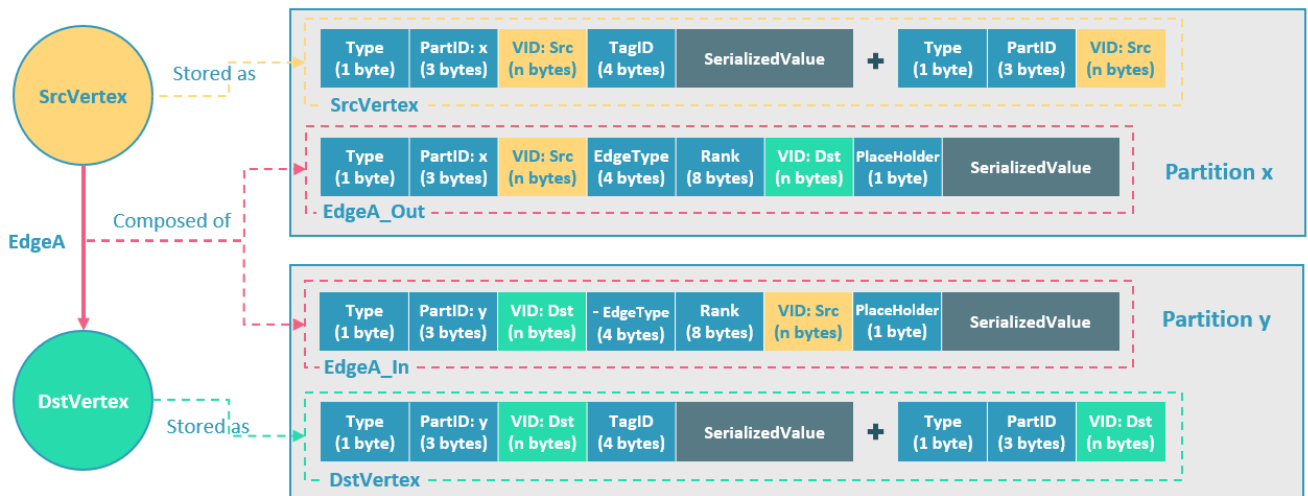 SrcVertex
Stored as
Type
(1 byte)
PartID: x
(3 bytes)
VID: Src
(n bytes)
TagID
(4 bytes)
SerializedValue
+
Type
(1 byte)
PartID
(3 bytes)
VID: Src
(n bytes)
SrcVertex
EdgeA
Composed of
Type
(1 byte)
PartID: x
(3 bytes)
VID: Src
(n bytes)
EdgeType
(4 bytes)
Rank
(8 bytes)
VID: Dst
(n bytes)
PlaceHolder
(1 byte)
SerializedValue
EdgeA_Out
Partition x
Type
(1 byte)
PartID: y
(3 bytes)
VID: Dst
(n bytes)
- EdgeType
(4 bytes)
Rank
(8 bytes)
VID: Src
(n bytes)
PlaceHolder
(1 byte)
SerializedValue
EdgeA_In
Partition y
DstVertex
Stored as
Type
(1 byte)
PartID: y
(3 bytes)
VID: Dst
(n bytes)
TagID
(4 bytes)
SerializedValue
+
Type
(1 byte)
PartID
(3 bytes)
VID: Dst
(n bytes)
DstVertex